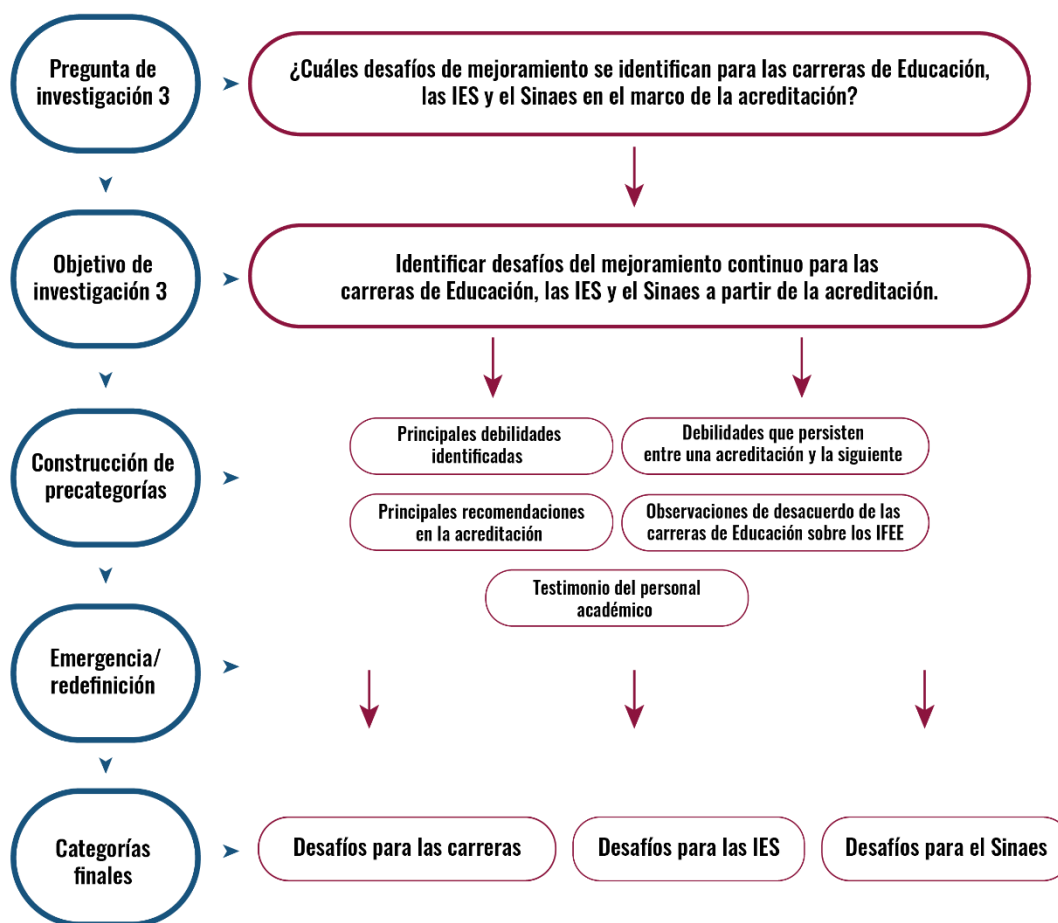 Pregunta de
investigación 3
¿Cuáles desafíos de mejoramiento se identifican para las carreras de Educación,
las IES y el Sinaes en el marco de la acreditación?
Objetivo de
investigación 3
Identificar desafíos del mejoramiento continuo para las
carreras de Educación, las IES y el Sinaes a partir de la acreditación.
Construcción de
precategorías
Principales debilidades
identificadas
Debilidades que persisten
entre una acreditación y la siguiente
Principales recomendaciones
en la acreditación
Observaciones de desacuerdo de las
carreras de Educación sobre los IFEE
Testimonio del personal
académico
Emergencia/
redefinición
Categorías
finales
Desafíos para las carreras
Desafíos para las IES
Desafíos para el Sinaes